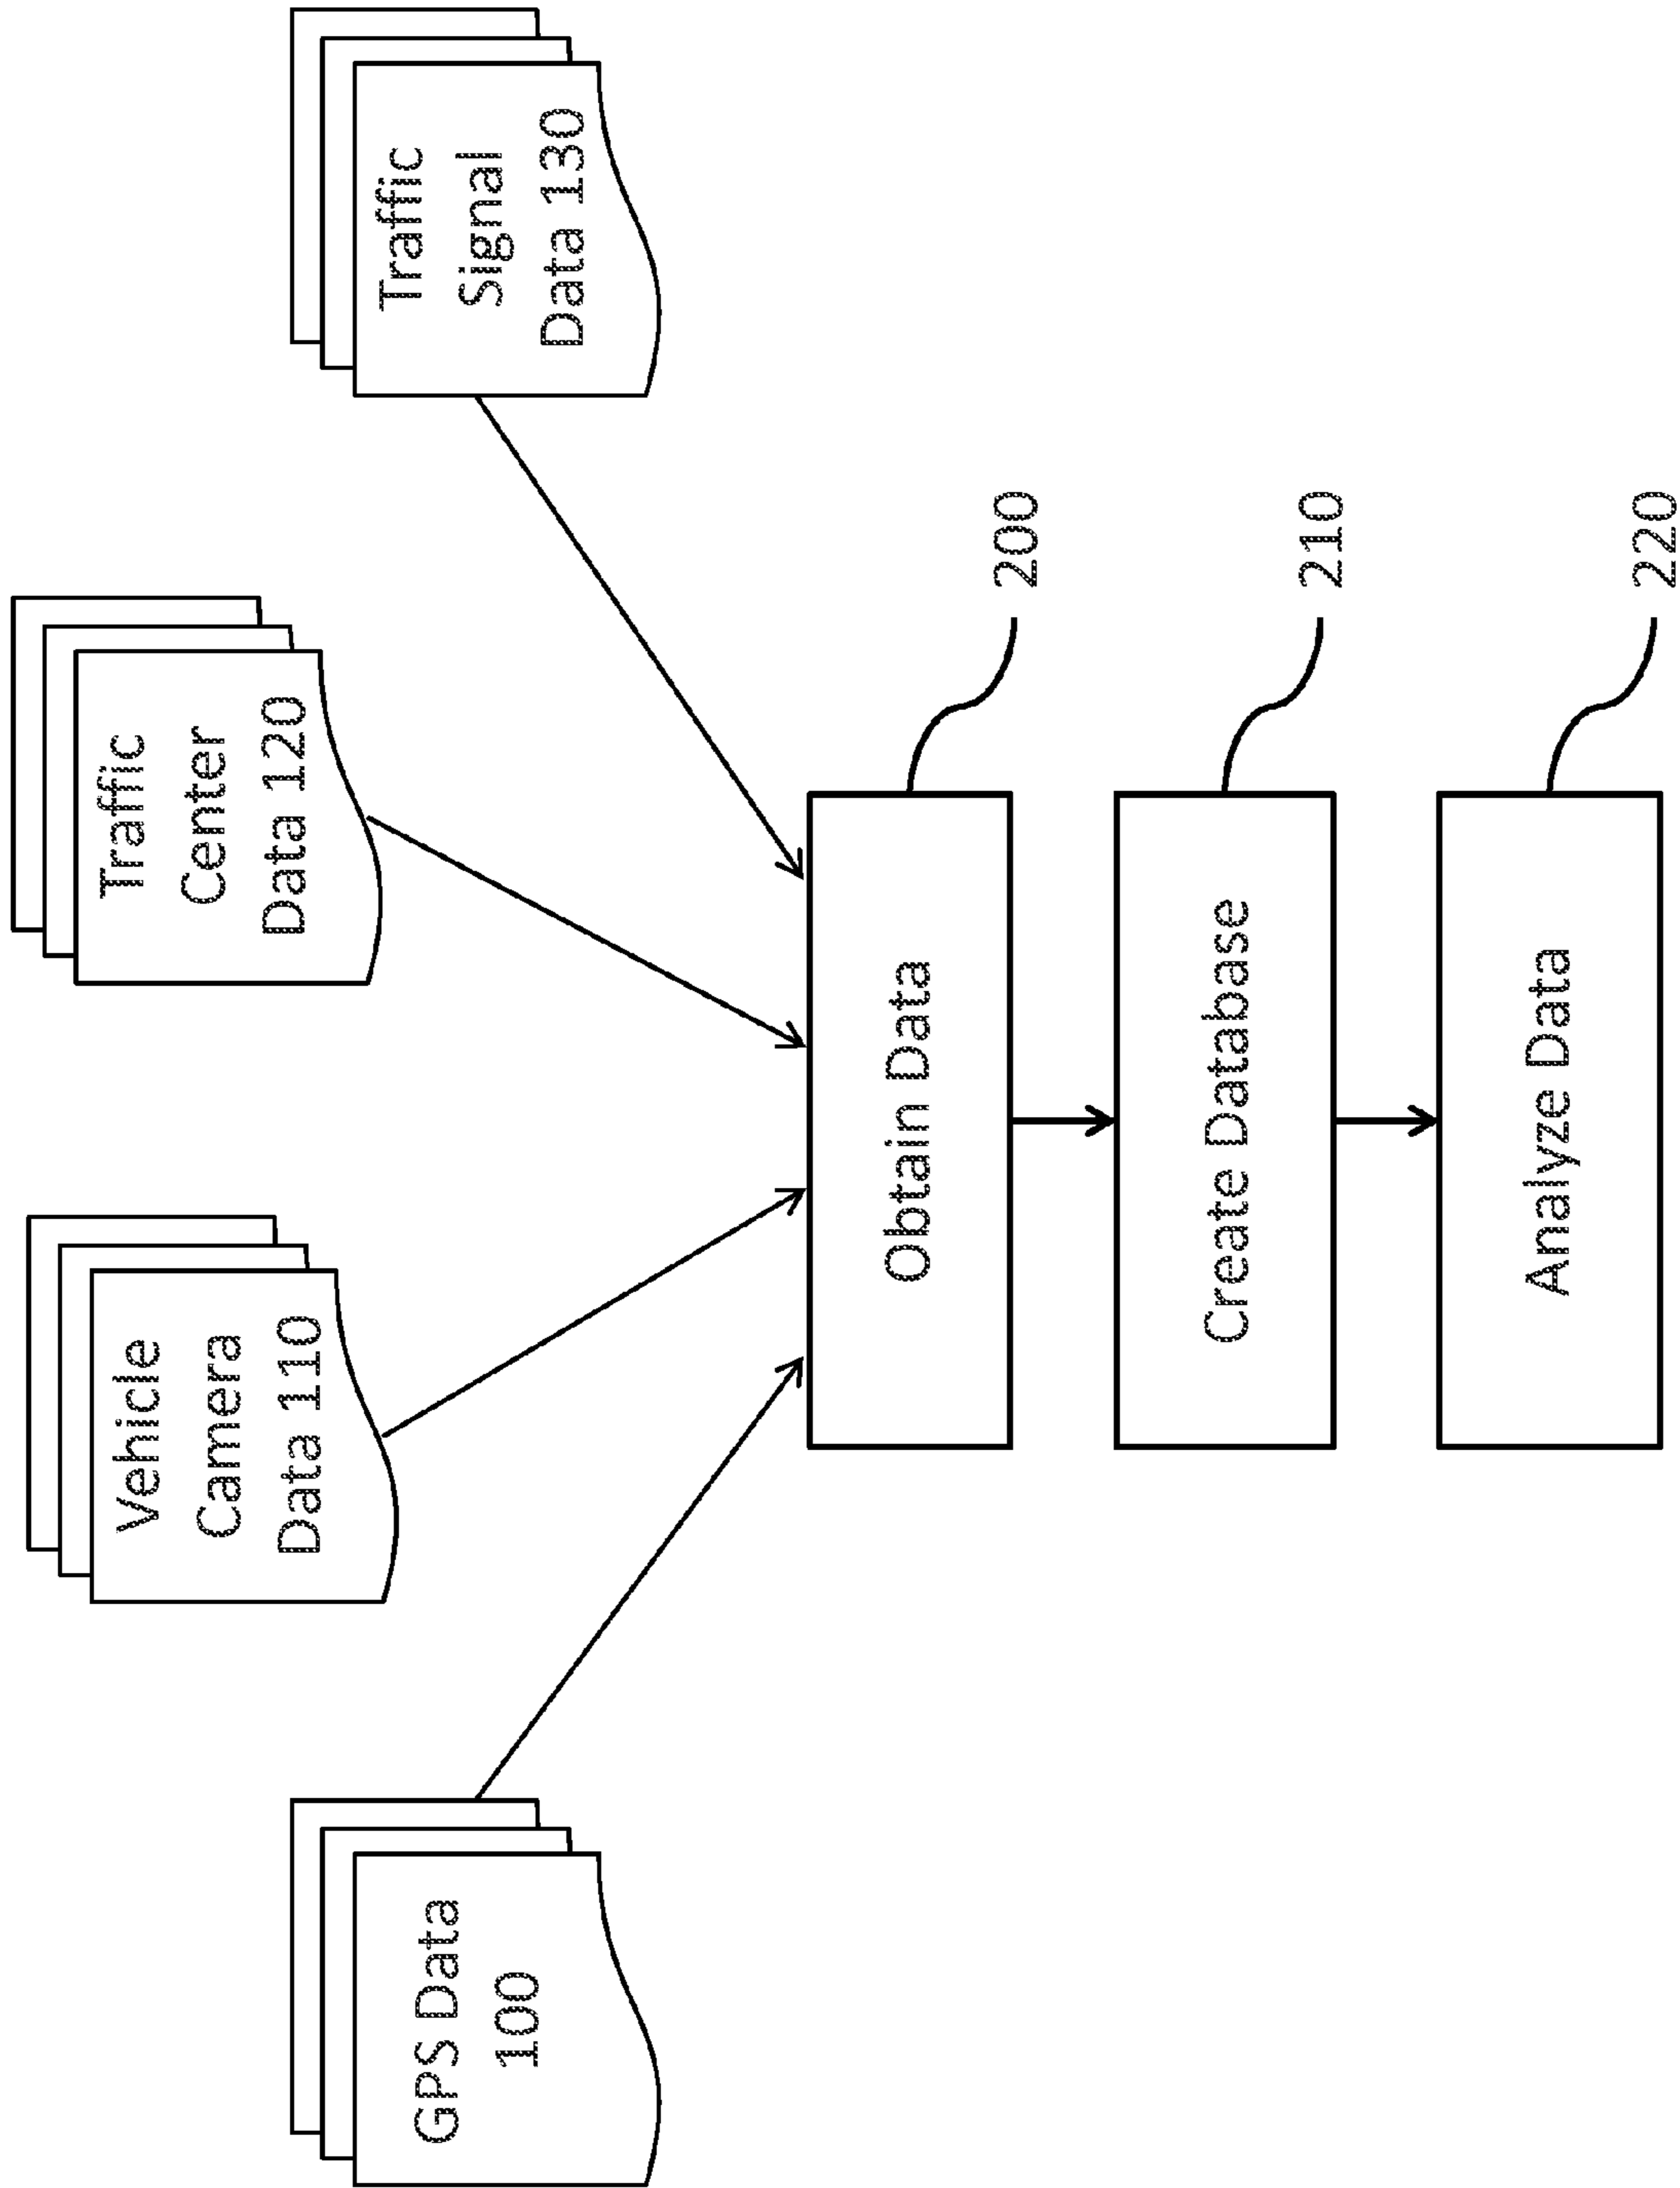 GPS Data
100
Vehicle
Camera
Data 110
Traffic
Center
Data 120
Traffic
Signal
Data 130
Obtain Data
200
Create Database
210
Analyze Data
220